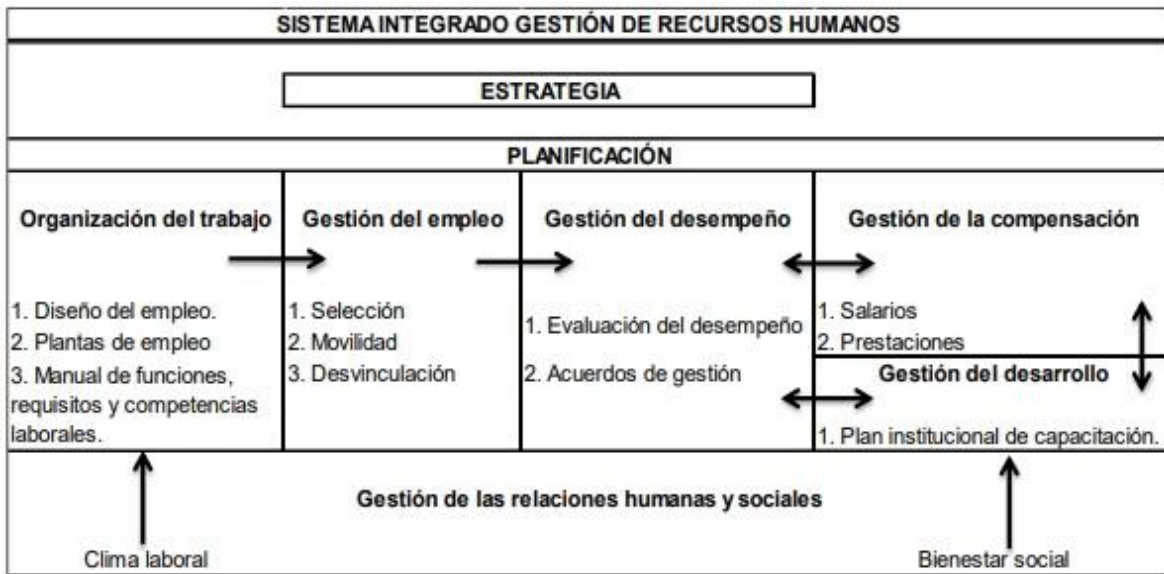 SISTEMA INTEGRADO GESTIÓN DE RECURSOS HUMANOS
ESTRATEGIA
PLANIFICACIÓN
Organización del trabajo
1. Diseño del empleo.
2. Plantas de empleo
3. Manual de funciones,
requisitos y competencias
laborales.
Gestión del empleo
1. Selección
2. Movilidad
3. Desvinculación
Gestión del desempeño
1. Evaluación del desempeño
2. Acuerdos de gestión
Gestión de la compensación
1. Salarios
2. Prestaciones
Gestión del desarrollo
1. Plan institucional de capacitación.
Gestión de las relaciones humanas y sociales
Clima laboral
Bienestar social